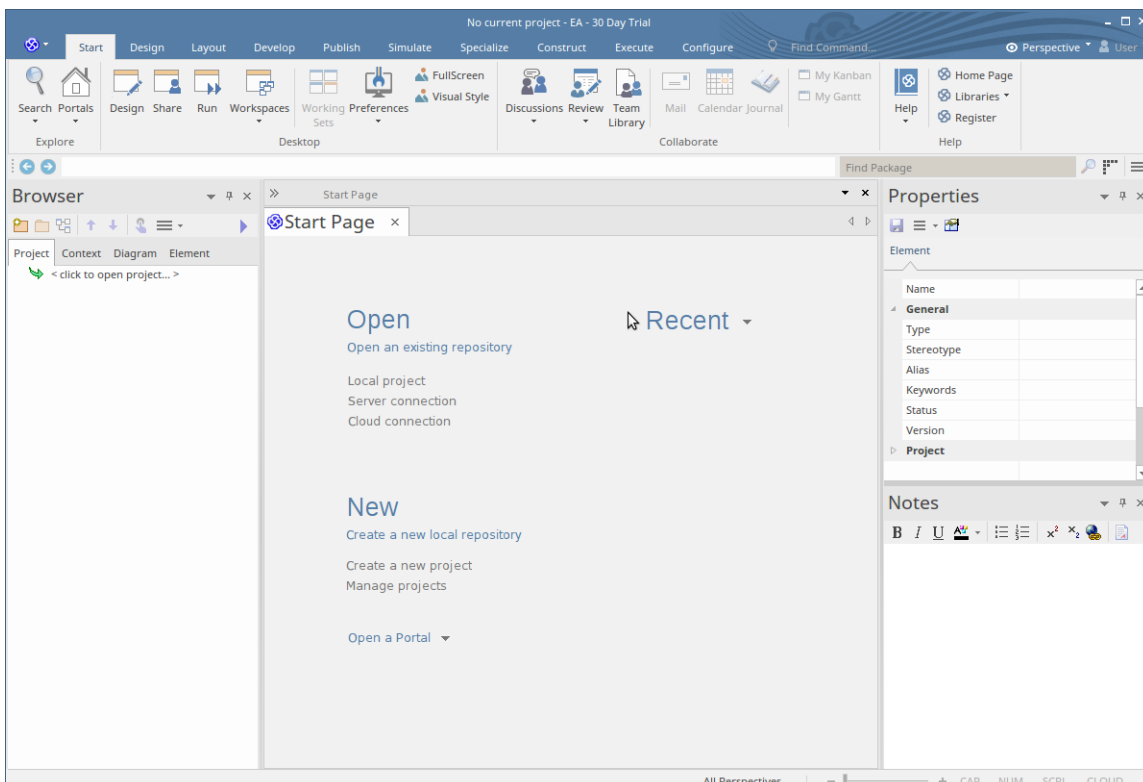 No current project - EA - 30 Day Trial
Start Design Layout Develop Publish Simulate Specialize Construct Execute Configure Find Command... Perspective User
Search Portals Design Share Run Workspaces Working Sets Preferences FullScreen Visual Style Discussions Review Team Library Mail Calendar Journal My Kanban My Gantt Help Home Page Libraries Register
Explore Desktop Collaborate Help
Find Package
Browser
Project Context Diagram Element
< click to open project... >
Start Page
Start Page
Open
Open an existing repository
Local project
Server connection
Cloud connection
Recent
New
Create a new local repository
Create a new project
Manage projects
Open a Portal
Properties
Element
Name
General
Type
Stereotype
Alias
Keywords
Status
Version
Project
Notes
B I U x² x₂
All Perspectives CAP NUM SCRL CLOUD